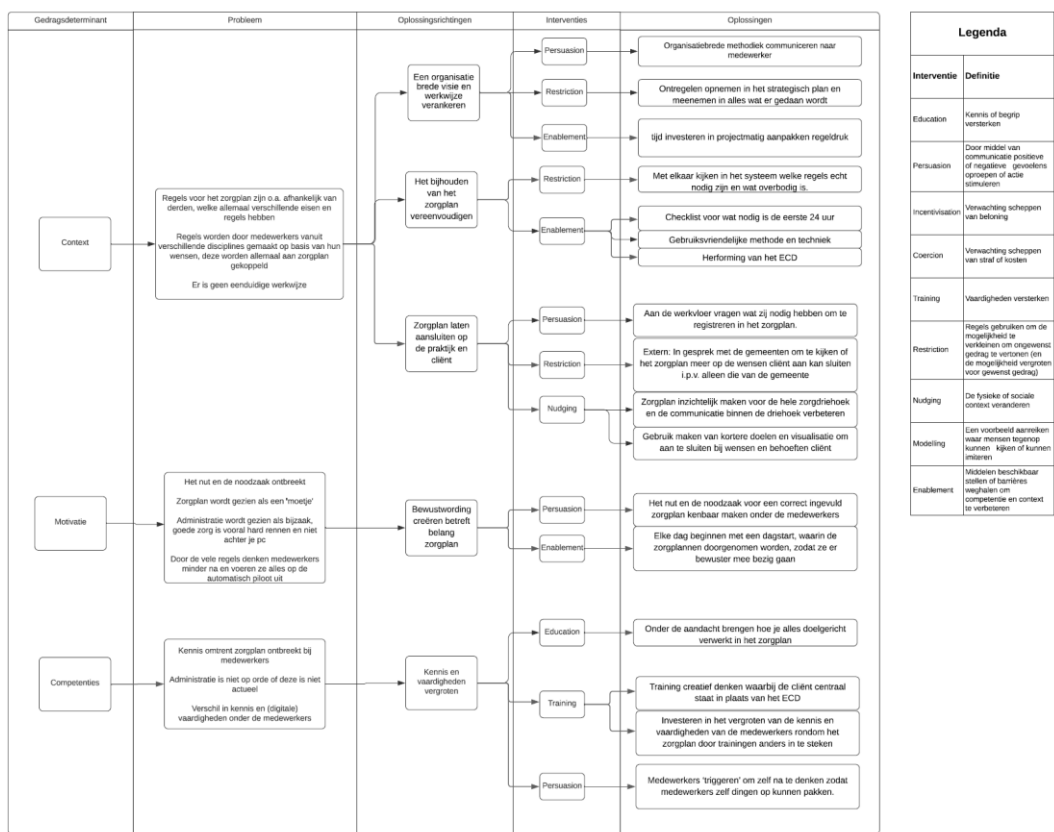 Gedragsdeterminant
Probleem
Oplossingsrichtingen
Interventies
Oplossingen
Context
Regels voor het zorgplan zijn o.a. afhankelijk van
derden, welke allemaal verschillende eisen en
regels hebben
Regels worden door medewerkers vanuit
verschillende disciplines gemaakt op basis van hun
wensen, deze worden allemaal aan zorgplan
gekoppeld
Er is geen eenduidige werkwijze
Een organisatie
brede visie en
werkwijze
verankeren
Persuasion
Organisatiebrede methodiek communiceren naar
medewerker
Restriction
Ontregelen opnemen in het strategisch plan en
meenemen in alles wat er gedaan wordt
Enablement
tijd investeren in projectmatig aanpakken regeldruk
Het bijhouden
van het
zorgplan
vereenvoudigen
Restriction
Met elkaar kijken in het systeem welke regels echt
nodig zijn en wat overbodig is.
Enablement
Checklist voor wat nodig is de eerste 24 uur
Gebruiksvriendelijke methode en techniek
Herforming van het ECD
Zorgplan laten
aansluiten op
de praktijk en
cliënt
Persuasion
Aan de werkvloer vragen wat zij nodig hebben om te
registreren in het zorgplan.
Restriction
Extern: In gesprek met de gemeenten om te kijken of
het zorgplan meer op de wensen cliënt aan kan sluiten
i.p.v. alleen die van de gemeente
Nudging
Zorgplan inzichtelijk maken voor de hele zorgdriehoek
en de communicatie binnen de driehoek verbeteren
Gebruik maken van kortere doelen en visualisatie om
aan te sluiten bij wensen en behoeften cliënt
Motivatie
Het nut en de noodzaak ontbreekt
Zorgplan wordt gezien als een 'moetje'
Administratie wordt gezien als bijzaak,
goede zorg is vooral hard rennen en niet
achter je pc
Door de vele regels denken medewerkers
minder na en voeren ze alles op de
automatisch piloot uit
Bewustwording
creëren betreft
belang
zorgplan
Persuasion
Het nut en de noodzaak voor een correct ingevuld
zorgplan kenbaar maken onder de medewerkers
Enablement
Elke dag beginnen met een dagstart, waarin de
zorgplannen doorgenomen worden, zodat ze er
bewuster mee bezig gaan
Competenties
Kennis omtrent zorgplan ontbreekt bij
medewerkers
Administratie is niet op orde of deze is niet
actueel
Verschil in kennis en (digitale)
vaardigheden onder de medewerkers
Kennis en
vaardigheden
vergroten
Education
Onder de aandacht brengen hoe je alles doelgericht
verwerkt in het zorgplan
Training
Training creatief denken waarbij de cliënt centraal
staat in plaats van het ECD
Investeren in het vergroten van de kennis en
vaardigheden van de medewerkers rondom het
zorgplan door trainingen anders in te steken
Persuasion
Medewerkers 'triggeren' om zelf na te denken zodat
medewerkers zelf dingen op kunnen pakken.
Legenda
Interventie Definitie
Education
Kennis of begrip
versterken
Persuasion
Door middel van
communicatie positieve
of negatieve gevoelens
oproepen of actie
stimuleren
Incentivisation
Verwachting scheppen
van beloning
Coercion
Verwachting scheppen
van straf of kosten
Training
Vaardigheden versterken
Restriction
Regels gebruiken om de
mogelijkheid te
verkleinen om ongewenst
gedrag te vertonen (en
de mogelijkheid vergroten
voor gewenst gedrag)
Nudging
De fysieke of sociale
context veranderen
Modelling
Een voorbeeld aanreiken
waar mensen tegenop
kunnen kijken of kunnen
imiteren
Enablement
Middelen beschikbaar
stellen of barrières
weghalen om
competentie en context
te verbeteren